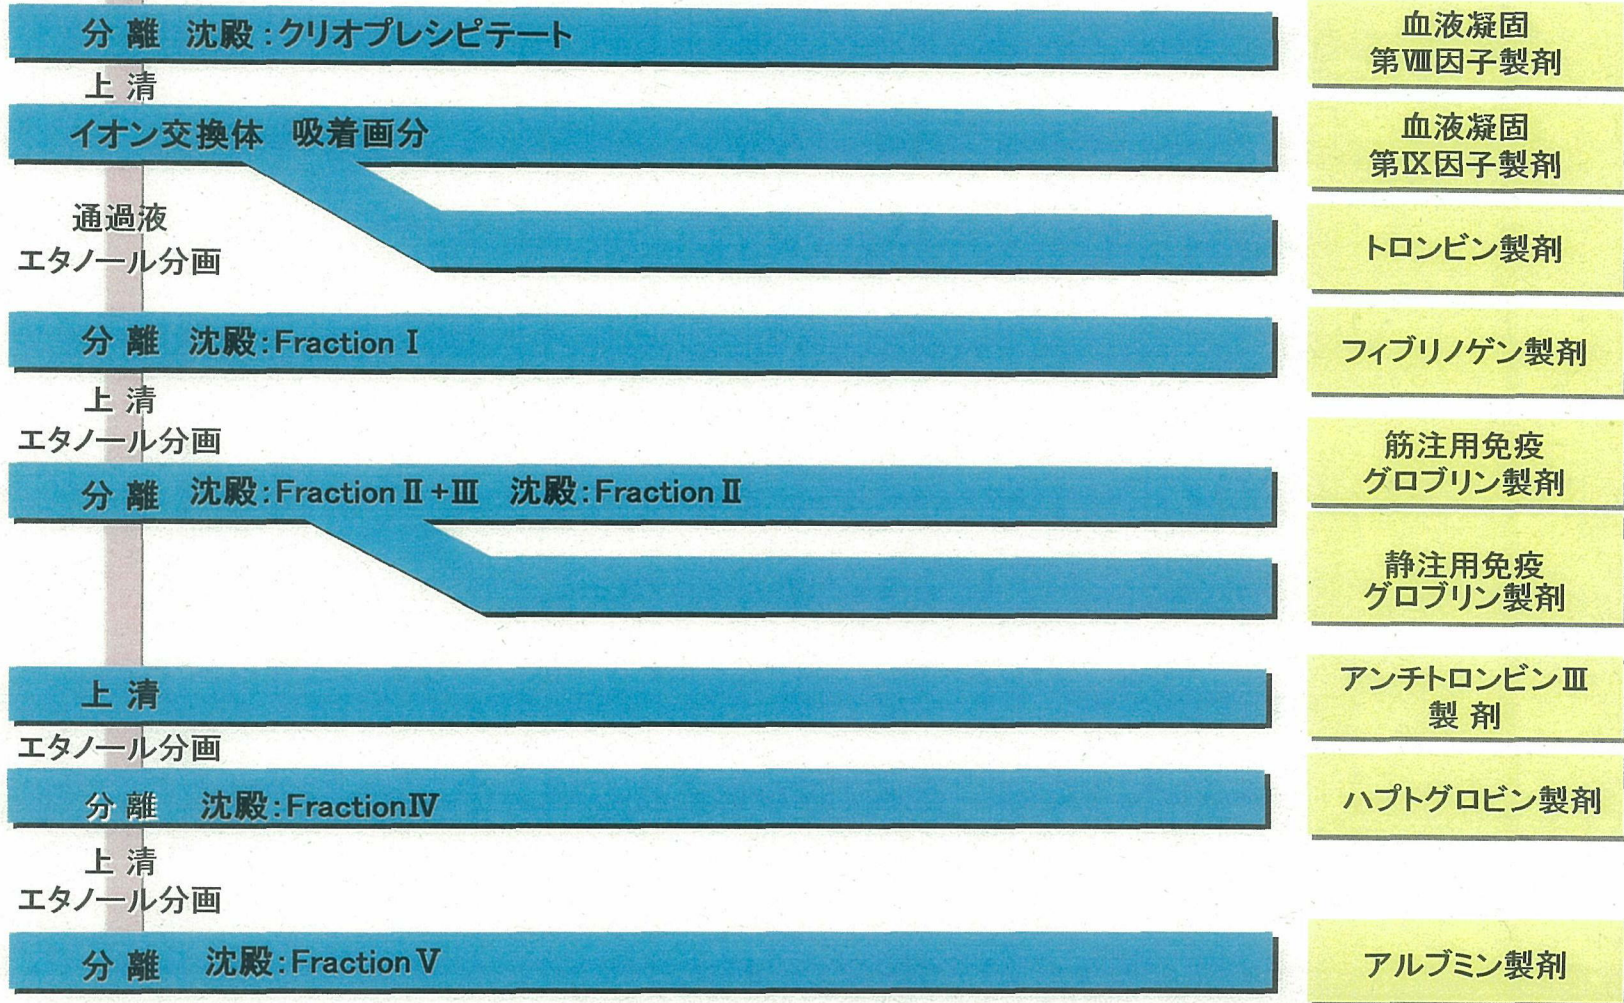 分 離 沈殿:クリオプレシピテート
血液凝固
第Ⅷ因子製剤
上 清
イオン交換体 吸着画分
血液凝固
第Ⅸ因子製剤
通過液
エタノール分画
トロンビン製剤
分 離 沈殿:Fraction Ⅰ
フィブリノゲン製剤
上 清
エタノール分画
分 離 沈殿:Fraction Ⅱ+Ⅲ 沈殿:Fraction Ⅱ
筋注用免疫
グロブリン製剤
静注用免疫
グロブリン製剤
上 清
アンチトロンビンⅢ
製 剤
エタノール分画
分 離 沈殿:FractionⅣ
ハプトグロビン製剤
上 清
エタノール分画
分 離 沈殿:Fraction Ⅴ
アルブミン製剤